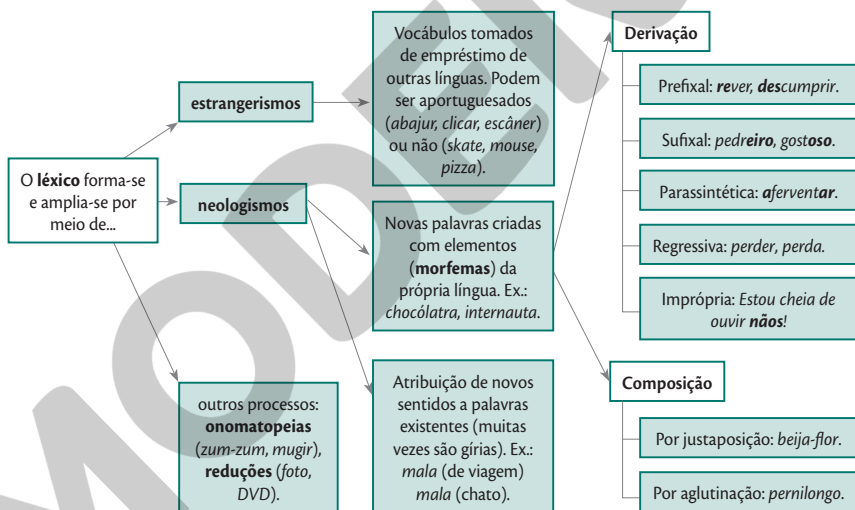 O léxico forma-se
e amplia-se por
meio de...
estrangerismos
Vocábulos tomados
de empréstimo de
outras línguas. Podem
ser aportuguesados
(abajur, clicar, escâner)
ou não (skate, mouse,
pizza).
neologismos
Novas palavras criadas
com elementos
(morfemas) da
própria língua. Ex.:
chocólatra, internauta.
Atribuição de novos
sentidos a palavras
existentes (muitas
vezes são gírias). Ex.:
mala (de viagem)
mala (chato).
outros processos:
onomatopeias
(zum-zum, mugir),
reduções (foto,
DVD).
Derivação
Prefixal: rever, descumprir.
Sufixal: pedreiro, gostoso.
Parassintética: aferventar.
Regressiva: perder, perda.
Imprópria: Estou cheia de
ouvir nãos!
Composição
Por justaposição: beija-flor.
Por aglutinação: pernilongo.
MODE